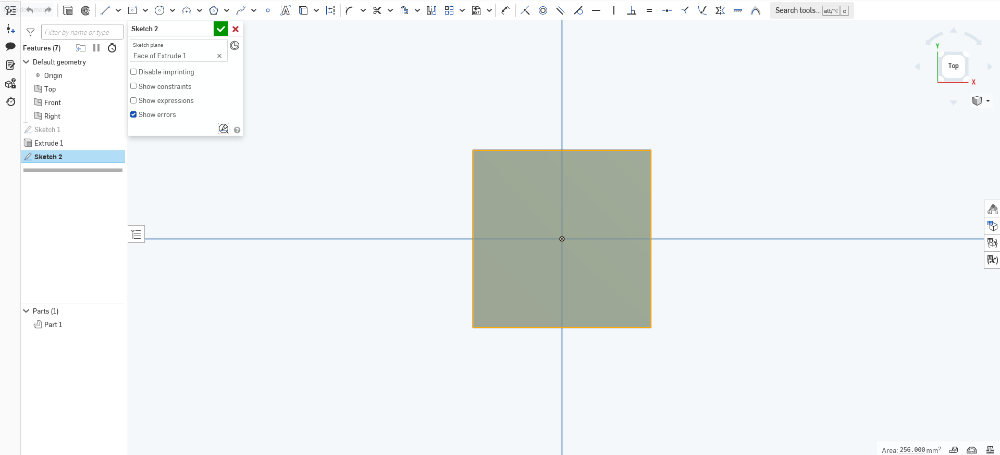 Search tools... alt/⌥ c
Filter by name or type
Features (7)
Default geometry
Origin
Top
Front
Right
Sketch 1
Extrude 1
Sketch 2
Parts (1)
Part 1
Sketch 2
Sketch plane
Face of Extrude 1
Disable imprinting
Show constraints
Show expressions
Show errors
Y
Top
X
Area: 256.000 mm²